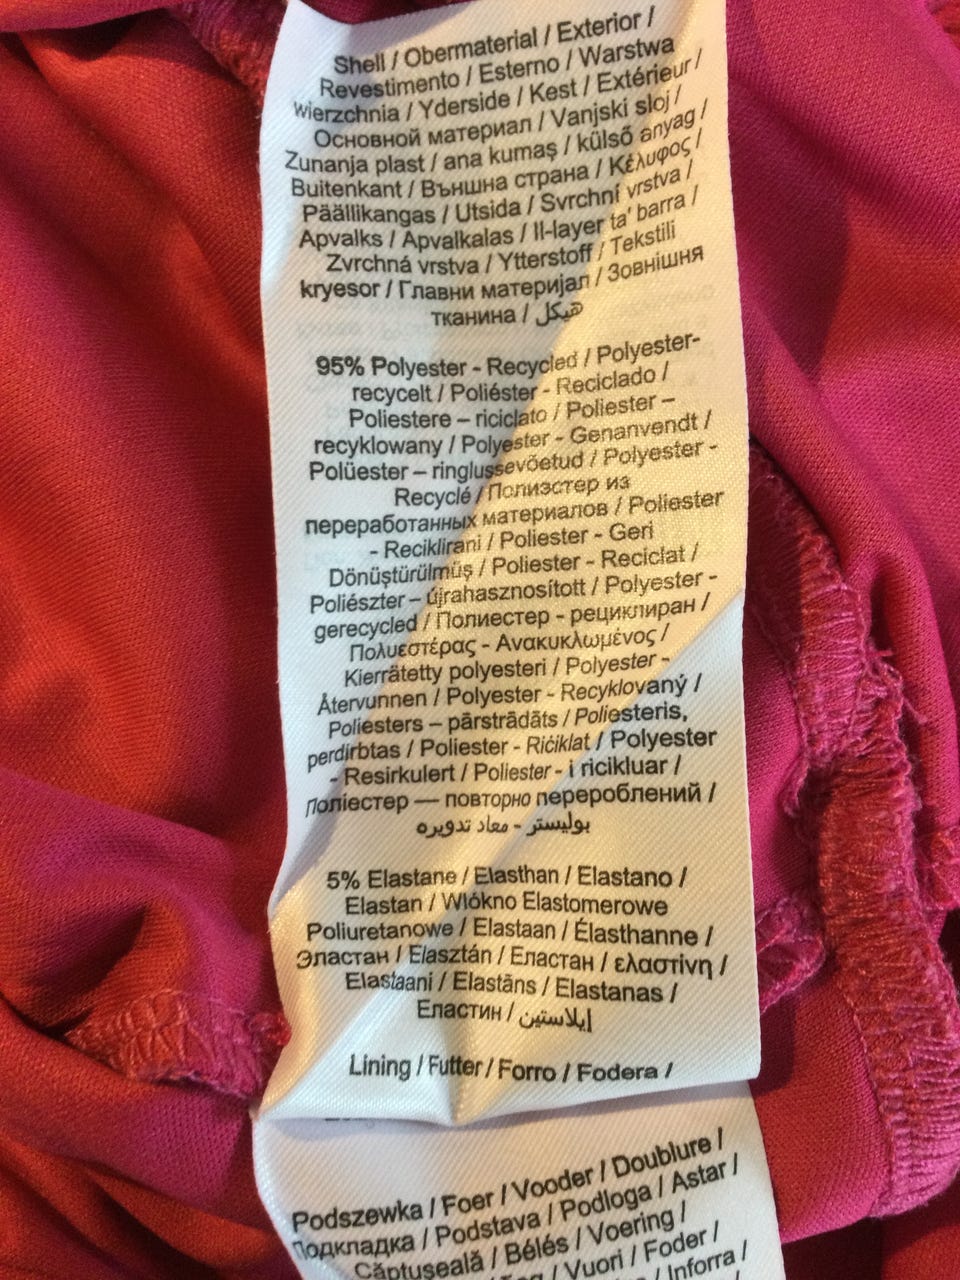 Shell / Obermaterial / Exterior /
Revestimento / Esterno / Warstwa
wierzchnia / Yderside / Kest / Extérieur /
Основной материал / Vanjski sloj /
Zunanja plast / ana kumaş / külső anyag /
Buitenkant / Външна страна / Κέλυφος /
Päällikangas / Utsida / Svrchní vrstva /
Apvalks / Apvalkalas / Il-layer ta' barra /
Zvrchná vrstva / Ytterstoff / Tekstili
kryesor / Главни материјал / Зовнішня
тканина / هيكل
95% Polyester - Recycled / Polyester-
recycelt / Poliéster - Reciclado /
Poliestere – riciclato / Poliester –
recyklowany / Polyester - Genanvendt /
Polüester – ringlussevõetud / Polyester -
Recyclé / Полиэстер из
переработанных материалов / Poliester
- Reciklirani / Poliester - Geri
Dönüştürülmüş / Poliester - Reciclat /
Poliészter – újrahasznosított / Polyester -
gerecycled / Полиестер - рециклиран /
Πολυεστέρας - Ανακυκλωμένος /
Kierrätetty polyesteri / Polyester -
Återvunnen / Polyester - Recyklovaný /
Poliesters – pārstrādāts / Poliesteris,
perdirbtas / Poliester - Riċiklat / Polyester
- Resirkulert / Poliester - i ricikluar /
Поліестер — повторно перероблений /
بوليستر - معاد تدويره
5% Elastane / Elasthan / Elastano /
Elastan / Włókno Elastomerowe
Poliuretanowe / Elastaan / Élasthanne /
Эластан / Elasztán / Еластан / ελαστίνη /
Elastaani / Elastāns / Elastanas /
Еластин / إيلاستين
Lining / Futter / Forro / Fodera /
Podszewka / Foer / Vooder / Doublure /
Подкладка / Podstava / Podloga / Astar /
Căptuşeală / Bélés / Voering /
/ Vuori / Foder /
/ Inforra /